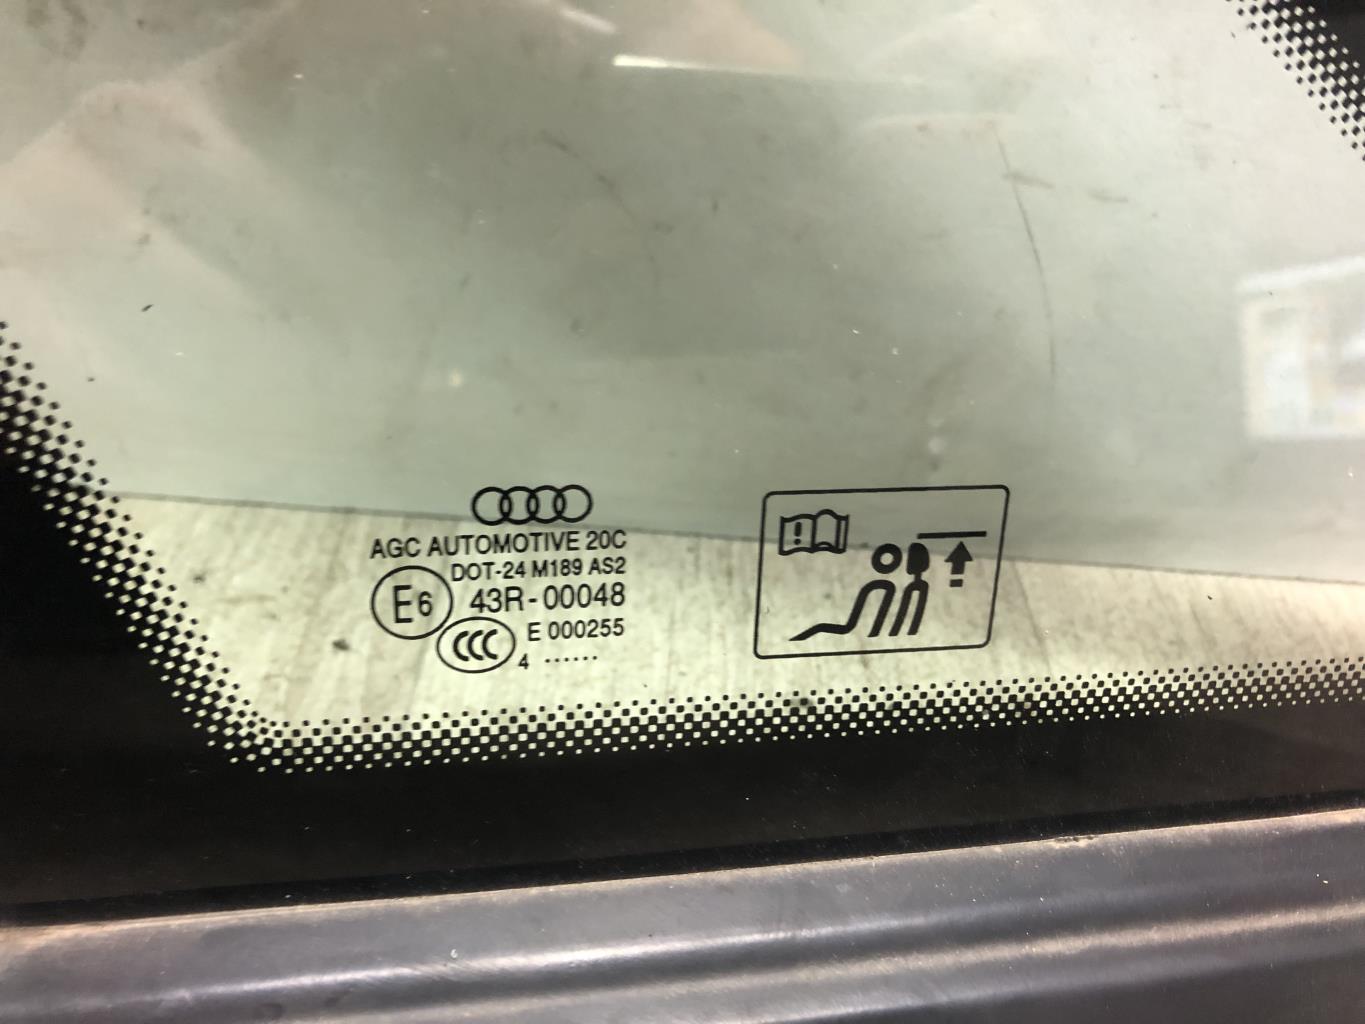 AGC AUTOMOTIVE 20C
DOT-24 M189 AS2
E6 43R-00048
CCC E 000255
4 ......
!